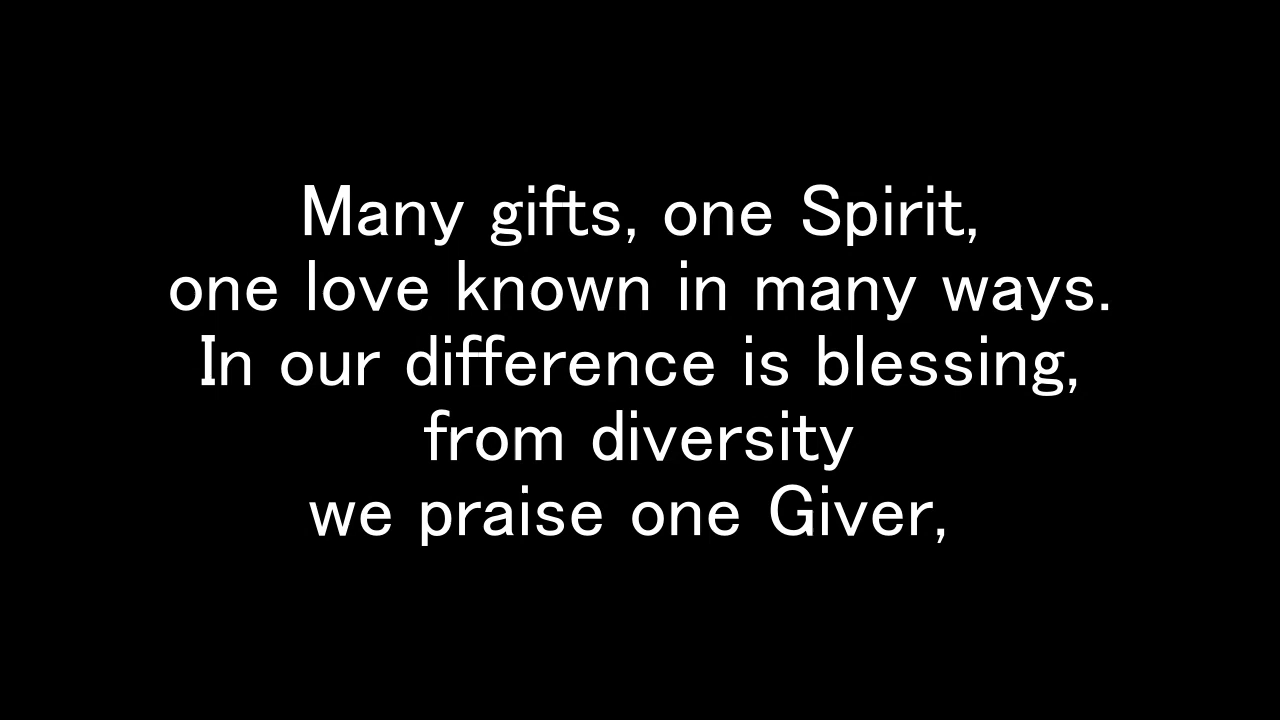 Many gifts, one Spirit,
one love known in many ways.
In our difference is blessing,
from diversity
we praise one Giver,